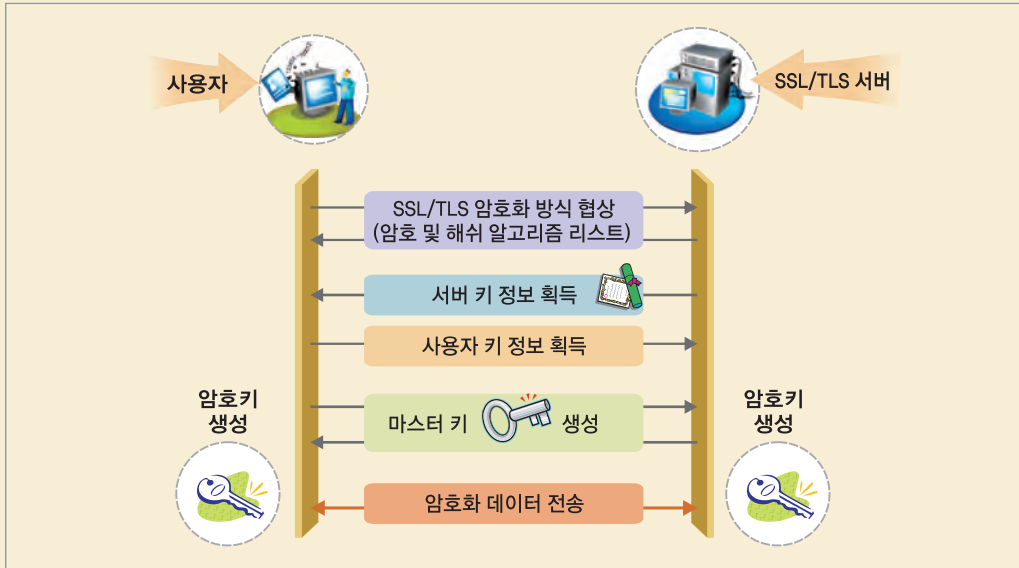 사용자
SSL/TLS 서버
SSL/TLS 암호화 방식 협상
(암호 및 해쉬 알고리즘 리스트)
서버 키 정보 획득
사용자 키 정보 획득
암호키
생성
마스터 키 생성
암호키
생성
암호화 데이터 전송